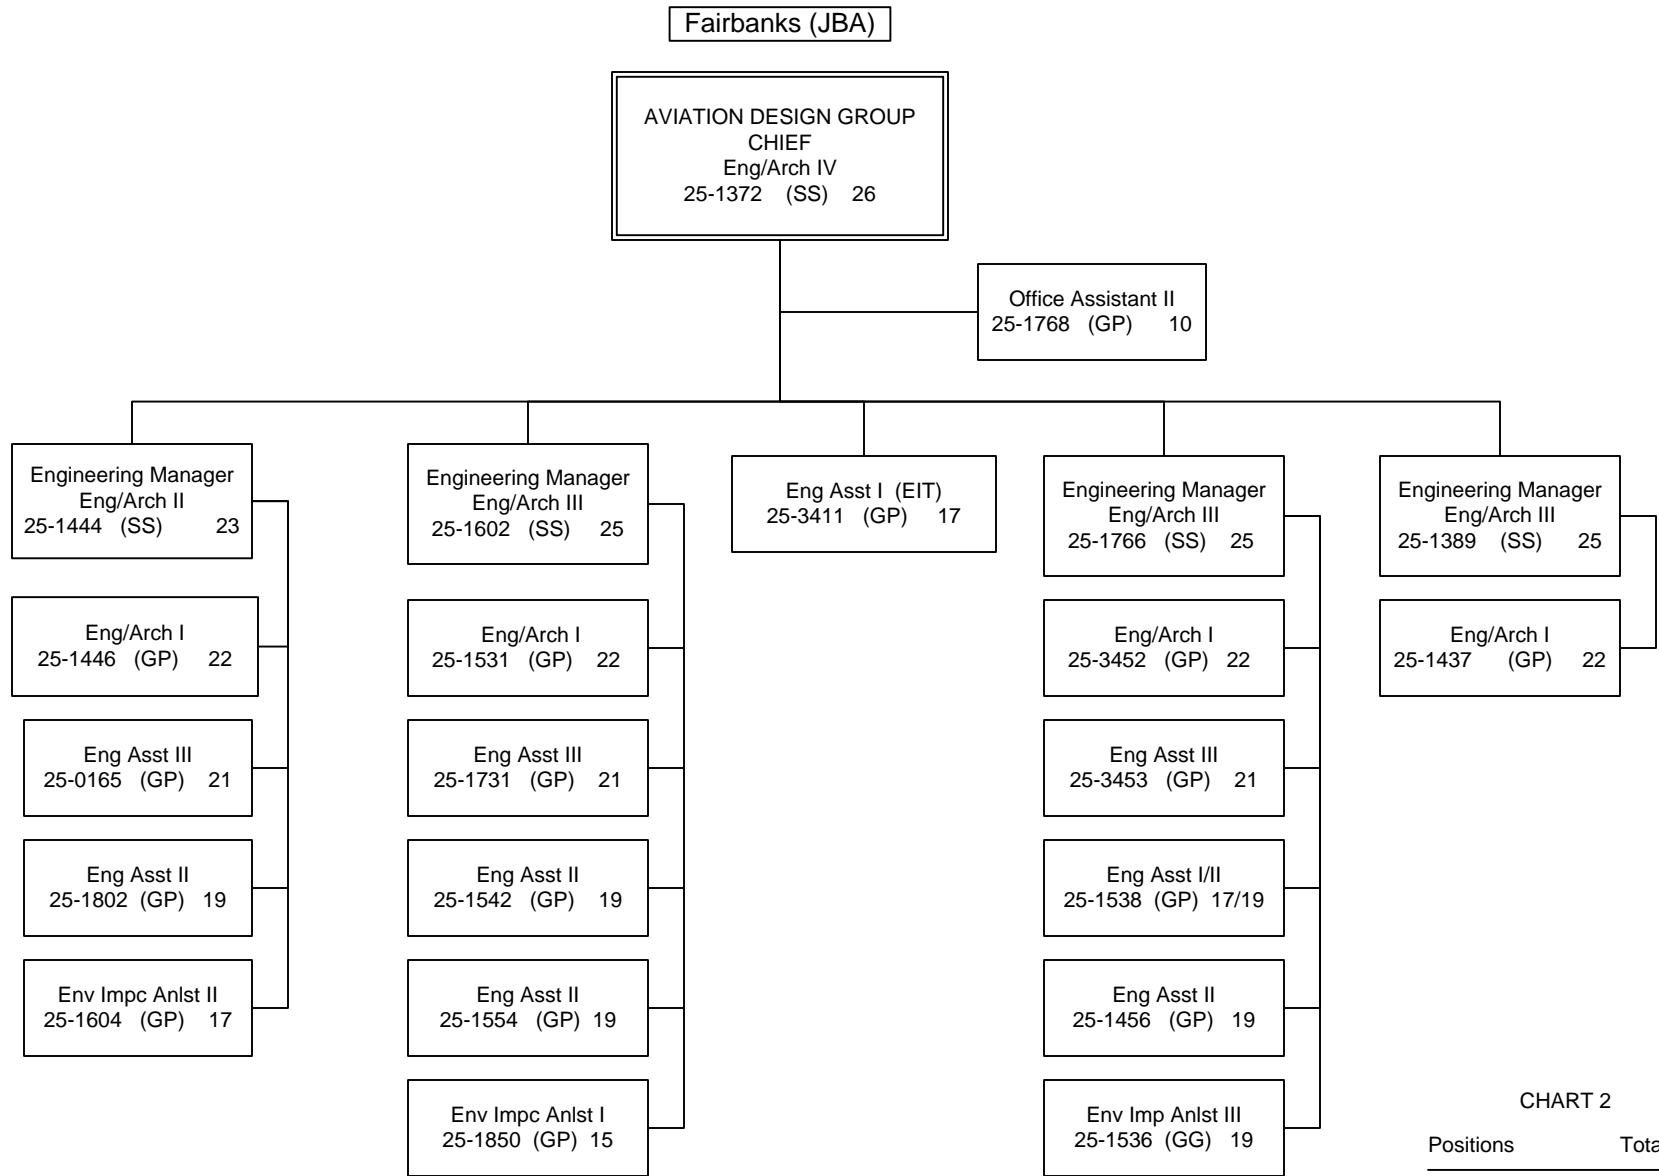 Fairbanks (JBA)
AVIATION DESIGN GROUP
CHIEF
Eng/Arch IV
25-1372 (SS) 26
Office Assistant II
25-1768 (GP) 10
Engineering Manager
Eng/Arch II
25-1444 (SS) 23
Eng/Arch I
25-1446 (GP) 22
Eng Asst III
25-0165 (GP) 21
Eng Asst II
25-1802 (GP) 19
Env Impc Anlst II
25-1604 (GP) 17
Engineering Manager
Eng/Arch III
25-1602 (SS) 25
Eng/Arch I
25-1531 (GP) 22
Eng Asst III
25-1731 (GP) 21
Eng Asst II
25-1542 (GP) 19
Eng Asst II
25-1554 (GP) 19
Env Impc Anlst I
25-1850 (GP) 15
Eng Asst I (EIT)
25-3411 (GP) 17
Engineering Manager
Eng/Arch III
25-1766 (SS) 25
Eng/Arch I
25-3452 (GP) 22
Eng Asst III
25-3453 (GP) 21
Eng Asst I/II
25-1538 (GP) 17/19
Eng Asst II
25-1456 (GP) 19
Env Imp Anlst III
25-1536 (GG) 19
Engineering Manager
Eng/Arch III
25-1389 (SS) 25
Eng/Arch I
25-1437 (GP) 22
CHART 2
Positions